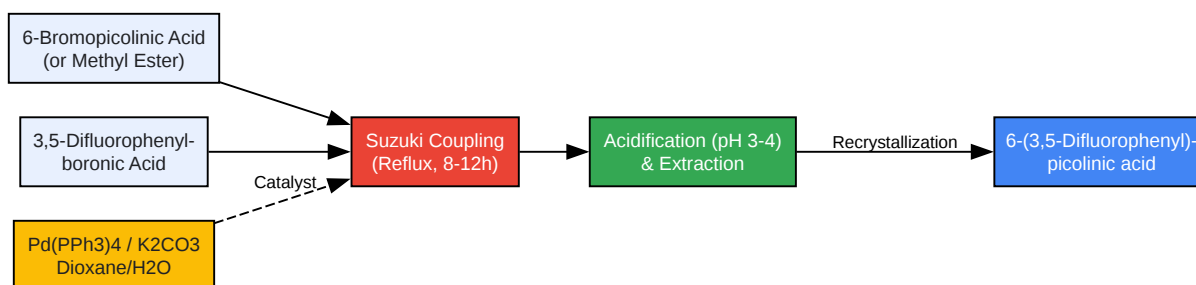 6-Bromopicolinic Acid
(or Methyl Ester)
3,5-Difluorophenyl-
boronic Acid
Pd(PPh3)4 / K2CO3
Dioxane/H2O
Catalyst
Suzuki Coupling
(Reflux, 8-12h)
Acidification (pH 3-4)
& Extraction
Recrystallization
6-(3,5-Difluorophenyl)-
picolinic acid